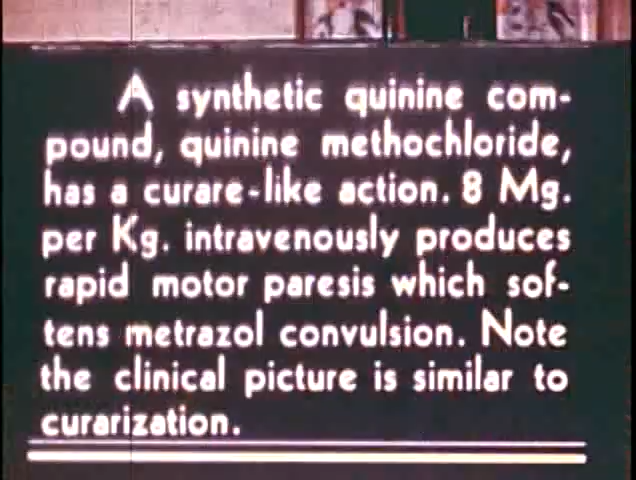 A synthetic quinine com-
pound, quinine methochloride,
has a curare-like action. 8 Mg.
per Kg. intravenously produces
rapid motor paresis which sof-
tens metrazol convulsion. Note
the clinical picture is similar to
curarization.